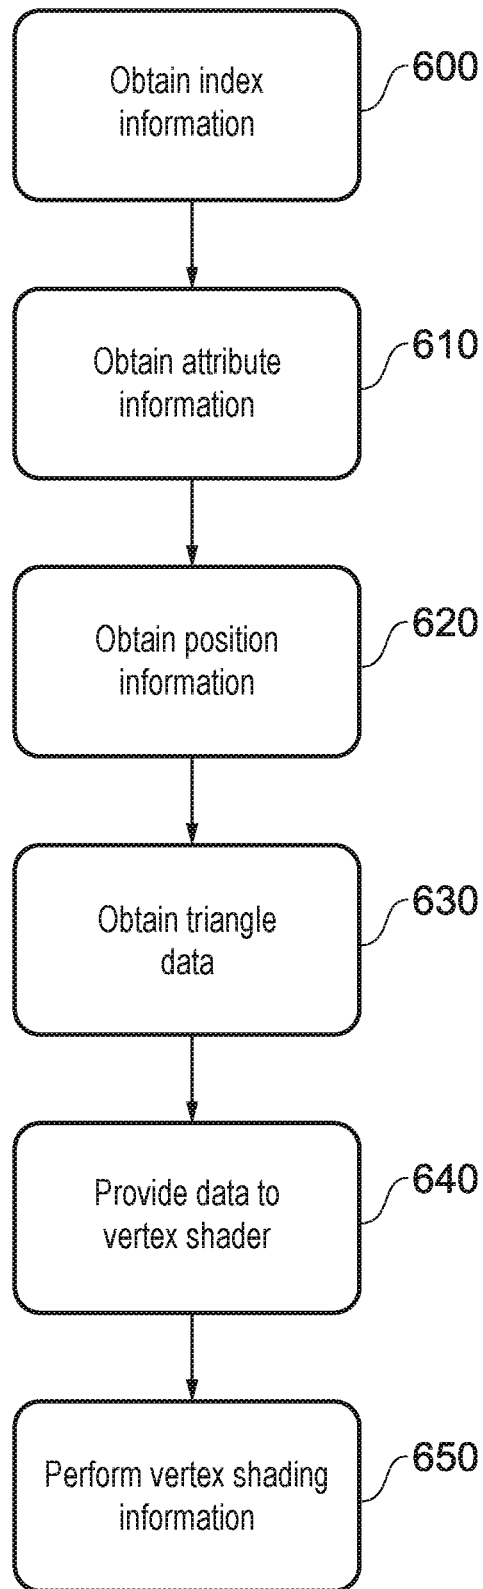 Obtain index
information
600
Obtain attribute
information
610
Obtain position
information
620
Obtain triangle
data
630
Provide data to
vertex shader
640
Perform vertex shading
information
650